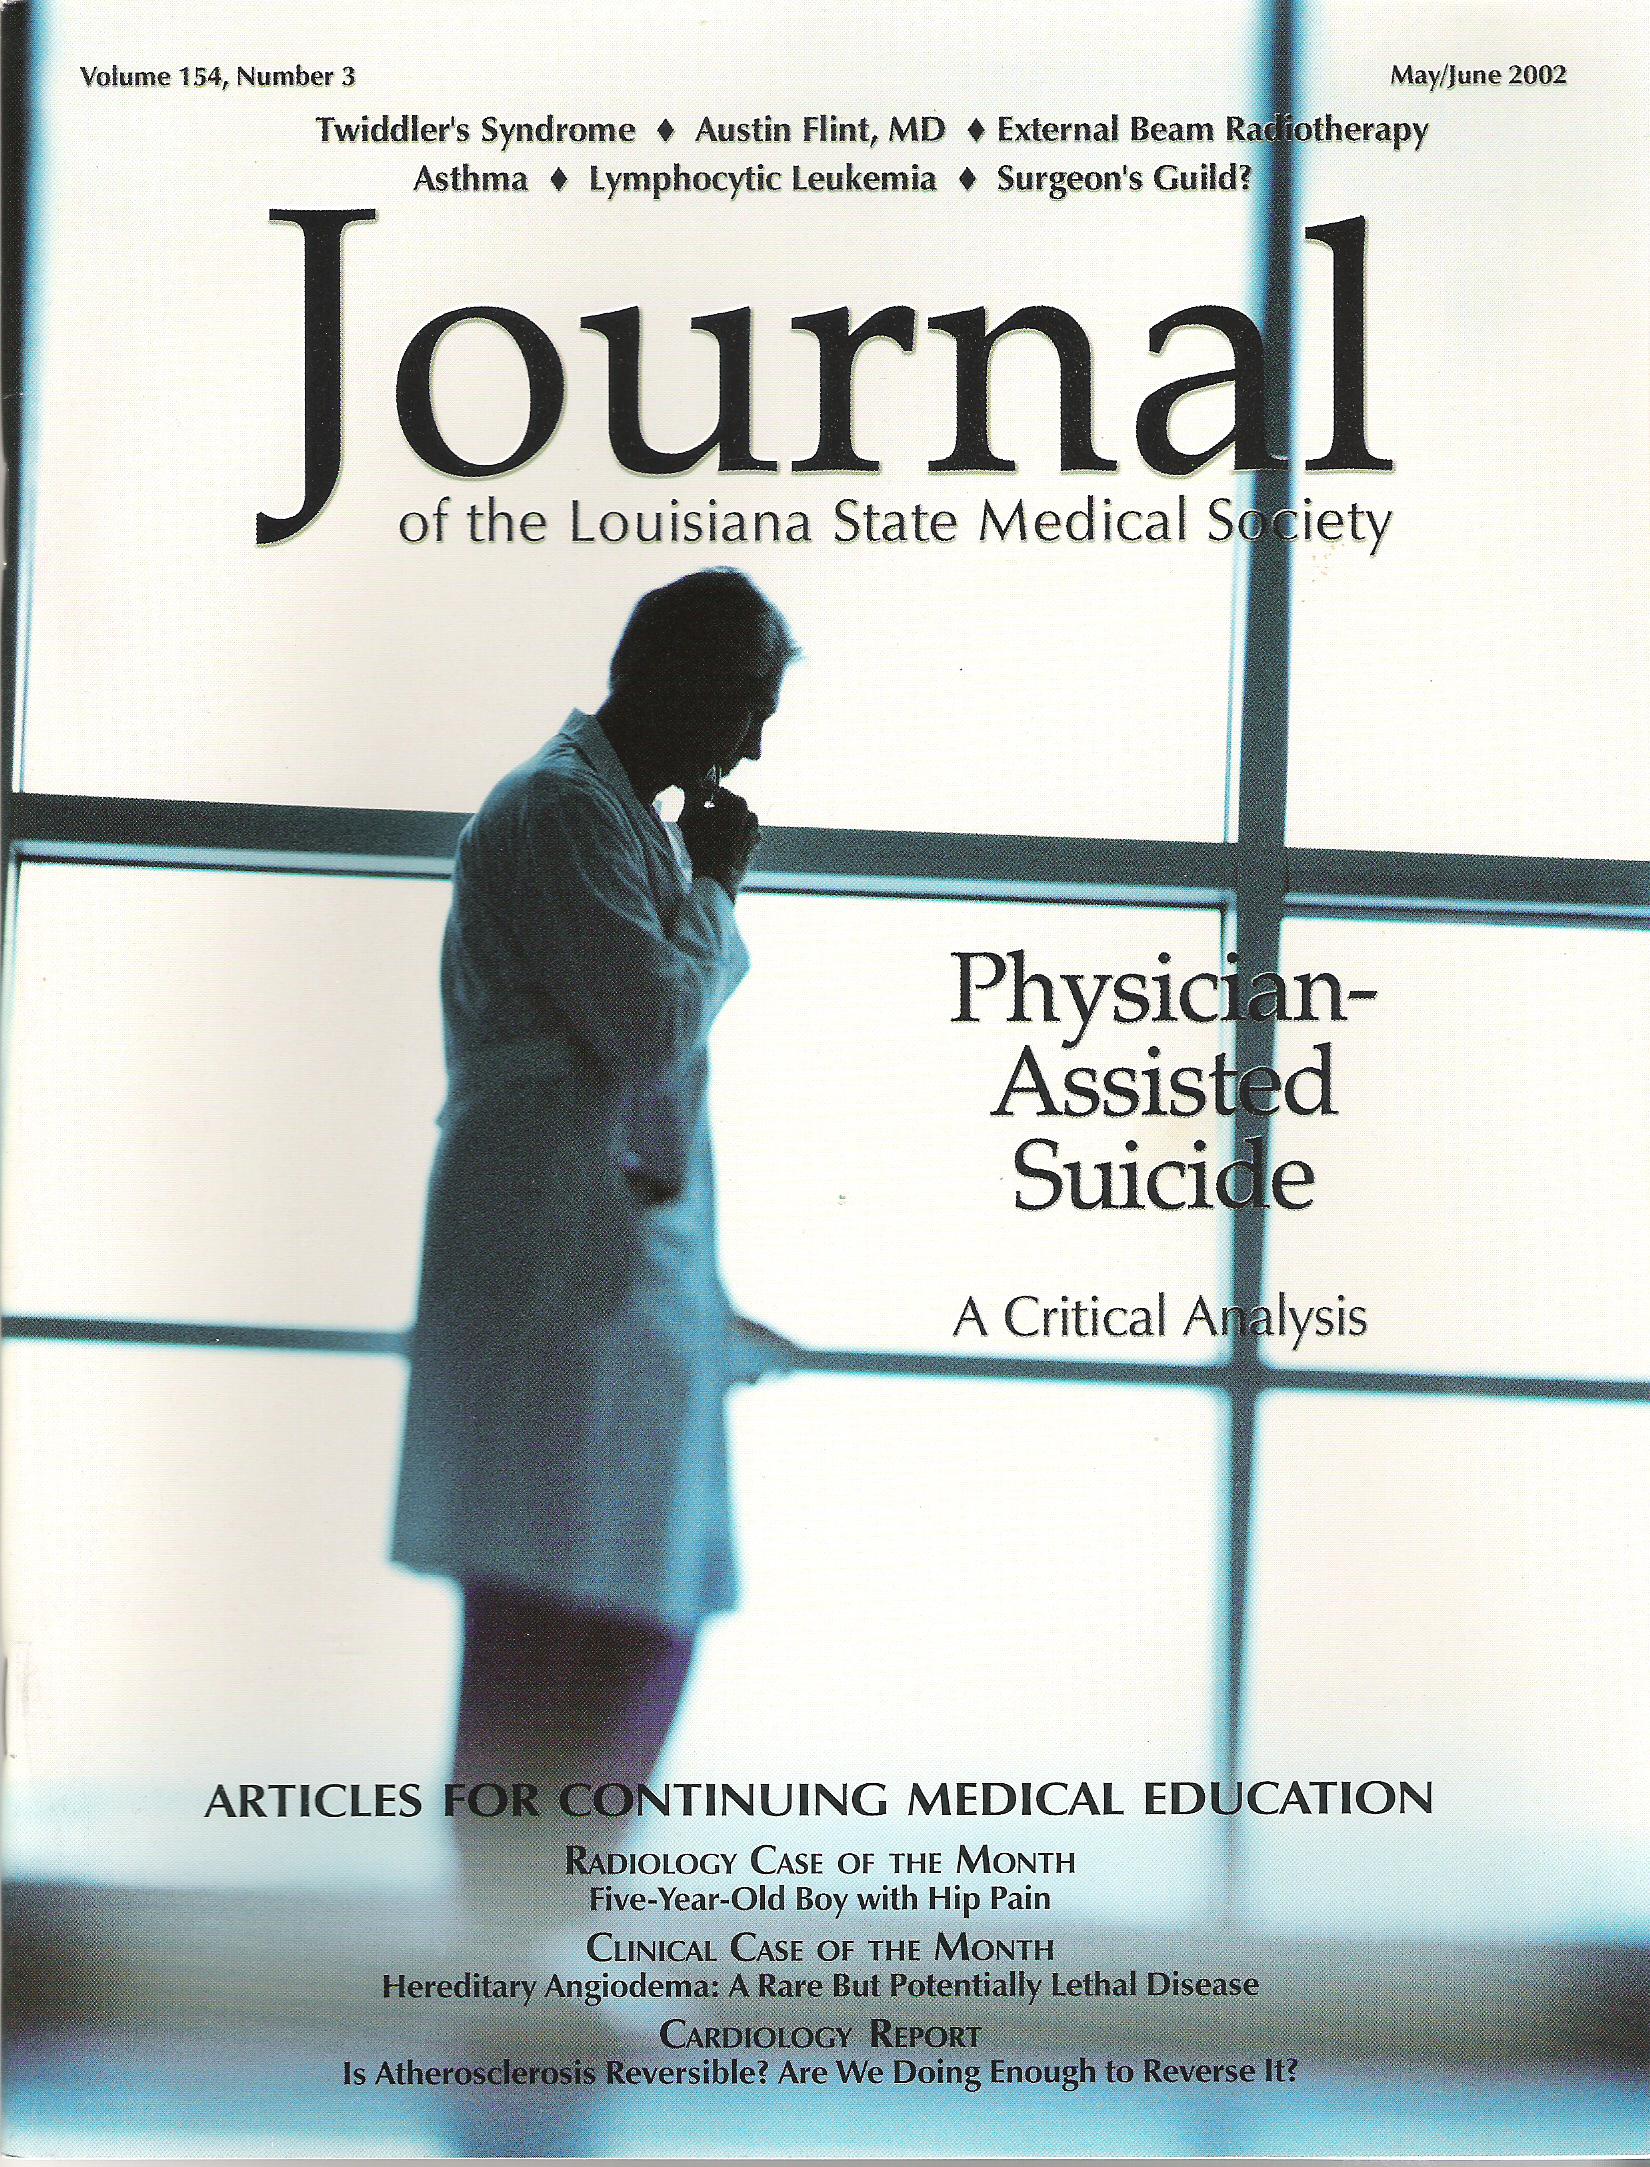 Volume 154, Number 3
May/June 2002
Twiddler's Syndrome ♦ Austin Flint, MD ♦ External Beam Radiotherapy
Asthma ♦ Lymphocytic Leukemia ♦ Surgeon's Guild?
Journal
of the Louisiana State Medical Society
Physician-
Assisted
Suicide
A Critical Analysis
ARTICLES FOR CONTINUING MEDICAL EDUCATION
RADIOLOGY CASE OF THE MONTH
Five-Year-Old Boy with Hip Pain
CLINICAL CASE OF THE MONTH
Hereditary Angiodema: A Rare But Potentially Lethal Disease
CARDIOLOGY REPORT
Is Atherosclerosis Reversible? Are We Doing Enough to Reverse It?